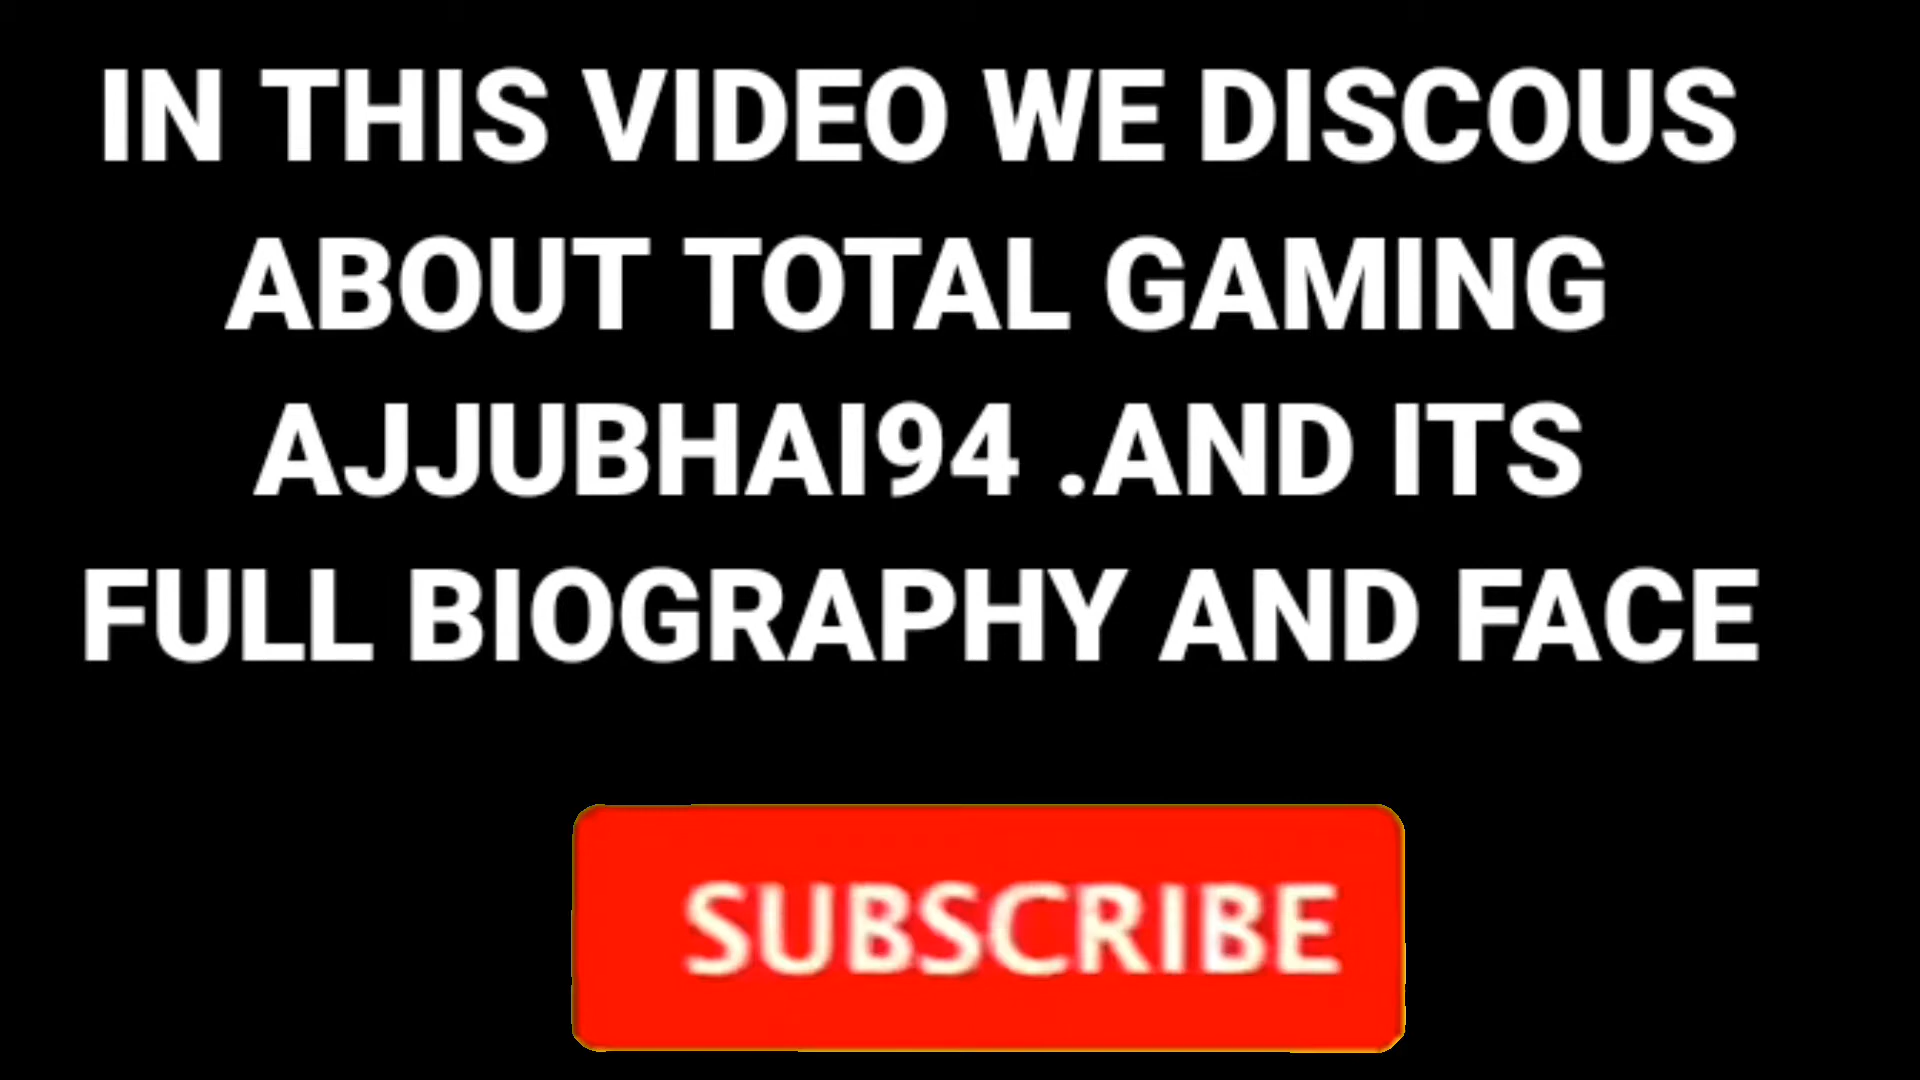 IN THIS VIDEO WE DISCOUS
ABOUT TOTAL GAMING
AJJUBHAI94 .AND ITS
FULL BIOGRAPHY AND FACE
SUBSCRIBE